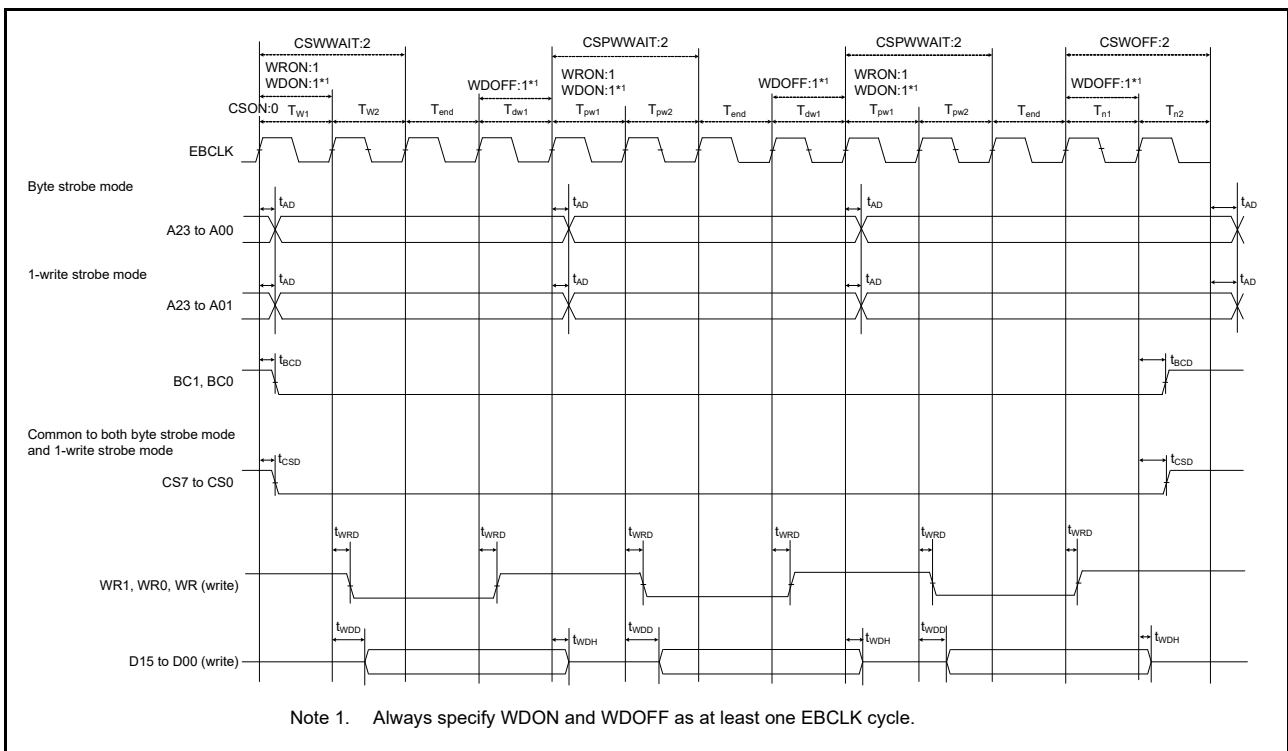 CSWWAIT:2 CSPWWAIT:2 CSPWWAIT:2 CSWOFF:2
WRON:1 WRON:1 WRON:1
WDON:1*1 WDOFF:1*1 WDON:1*1 WDOFF:1*1 WDON:1*1 WDOFF:1*1
CSON:0 TW1 TW2 Tend Tdw1 Tpw1 Tpw2 Tend Tdw1 Tpw1 Tpw2 Tend Tn1 Tn2
EBCLK
Byte strobe mode
tAD tAD tAD tAD
A23 to A00
1-write strobe mode
tAD tAD tAD tAD
A23 to A01
tBCD tBCD
BC1, BC0
Common to both byte strobe mode
and 1-write strobe mode
tCSD tCSD
CS7 to CS0
tWRD tWRD tWRD tWRD tWRD tWRD
WR1, WR0, WR (write)
tWDD tWDH tWDD tWDH tWDD tWDH
D15 to D00 (write)
Note 1. Always specify WDON and WDOFF as at least one EBCLK cycle.